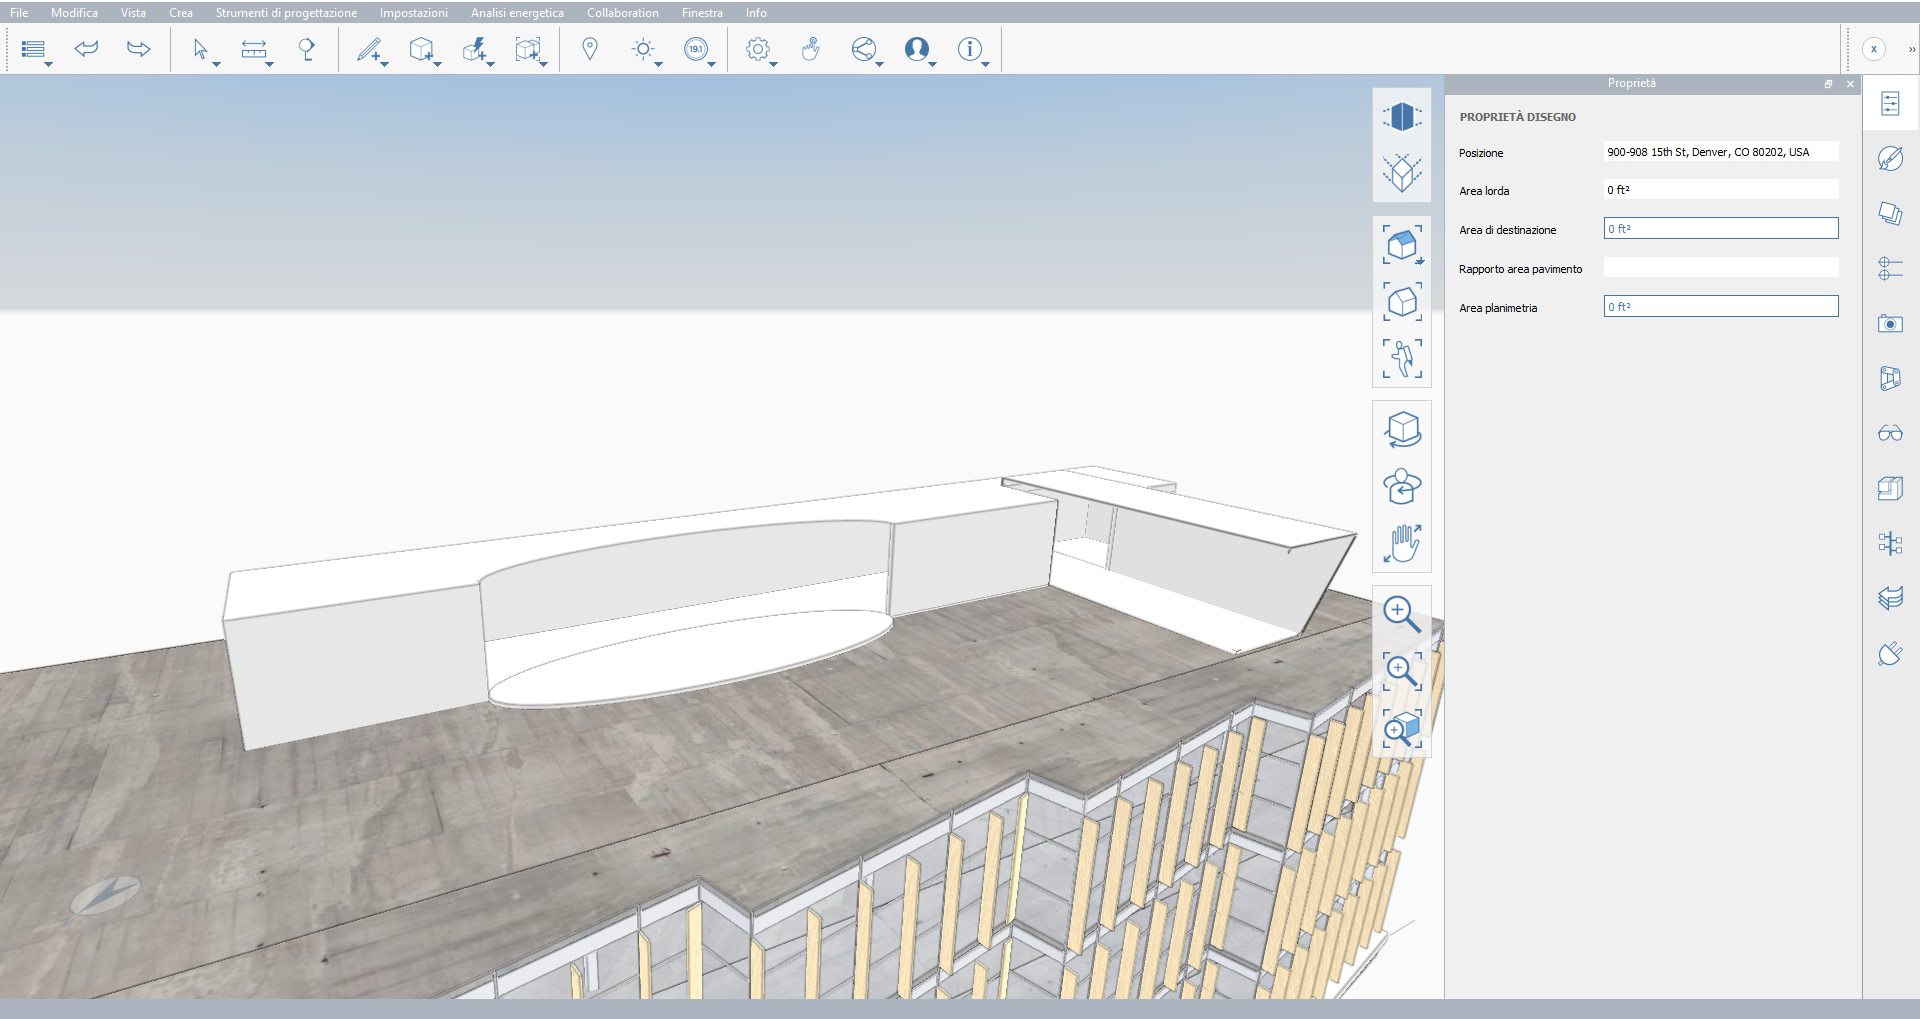 File Modifica Vista Crea Strumenti di progettazione Impostazioni Analisi energetica Collaboration Finestra Info
19.1
x
»
Proprietà
PROPRIETÀ DISEGNO
Posizione 900-908 15th St, Denver, CO 80202, USA
Area lorda 0 ft²
Area di destinazione 0 ft²
Rapporto area pavimento
Area planimetria 0 ft²